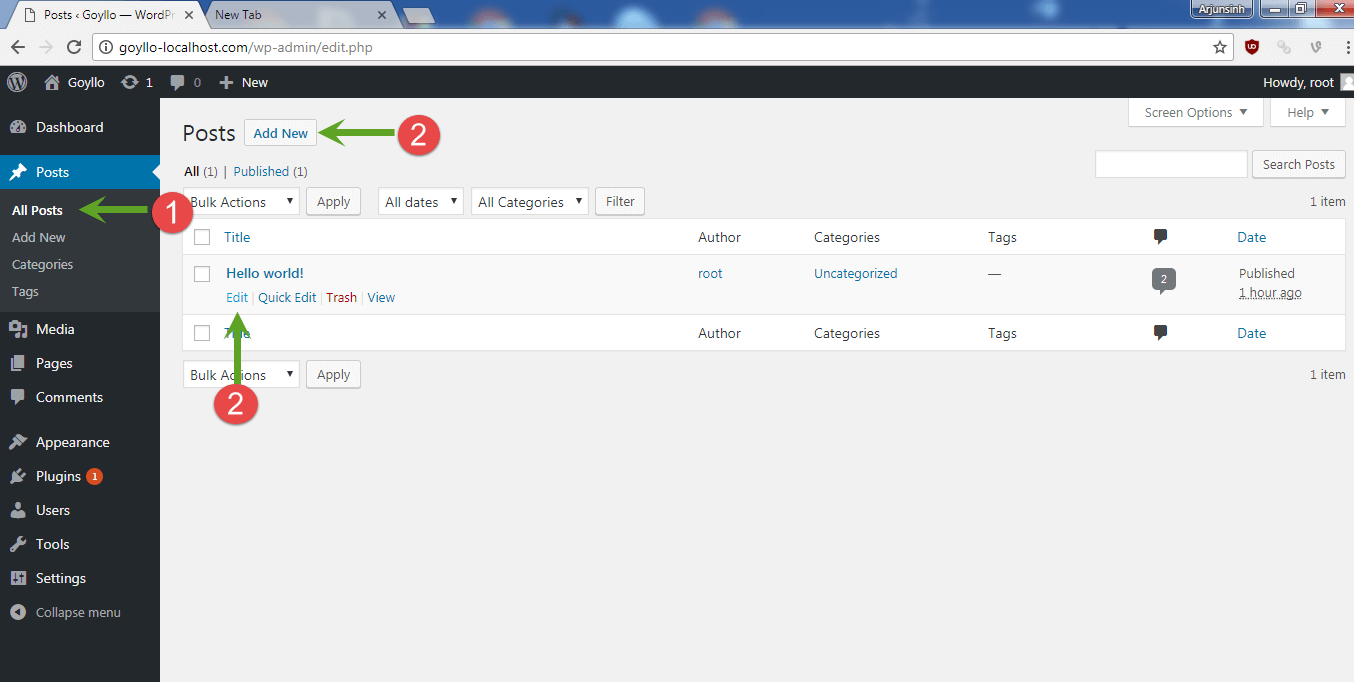 Posts ‹ Goyllo — WordPr
New Tab
Arjunsinh
goyllo-localhost.com/wp-admin/edit.php
Goyllo 1 0 New
Howdy, root
Dashboard
Posts
All Posts
Add New
Categories
Tags
Media
Pages
Comments
Appearance
Plugins 1
Users
Tools
Settings
Collapse menu
Screen Options Help
Posts Add New 2
All (1) | Published (1)
Search Posts
1
Bulk Actions Apply All dates All Categories Filter 1 item
Title Author Categories Tags Date
Hello world! root Uncategorized — 2 Published
Edit | Quick Edit | Trash | View 1 hour ago
Title Author Categories Tags Date
Bulk Actions Apply 1 item
2